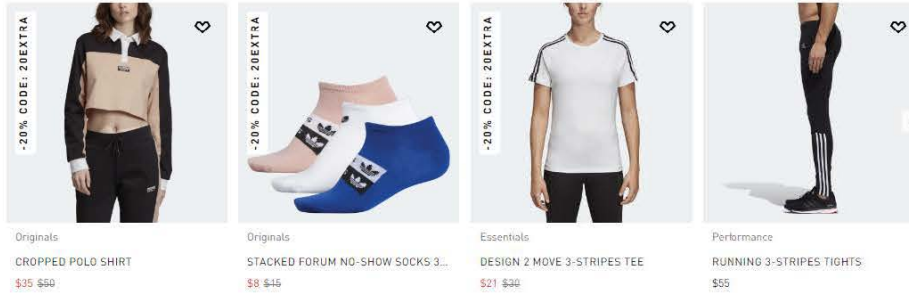 -20% CODE: 20EXTRA
-20% CODE: 20EXTRA
-20% CODE: 20EXTRA
Originals
CROPPED POLO SHIRT
$35 $50
Originals
STACKED FORUM NO-SHOW SOCKS 3...
$8 $15
Essentials
DESIGN 2 MOVE 3-STRIPES TEE
$21 $30
Performance
RUNNING 3-STRIPES TIGHTS
$55